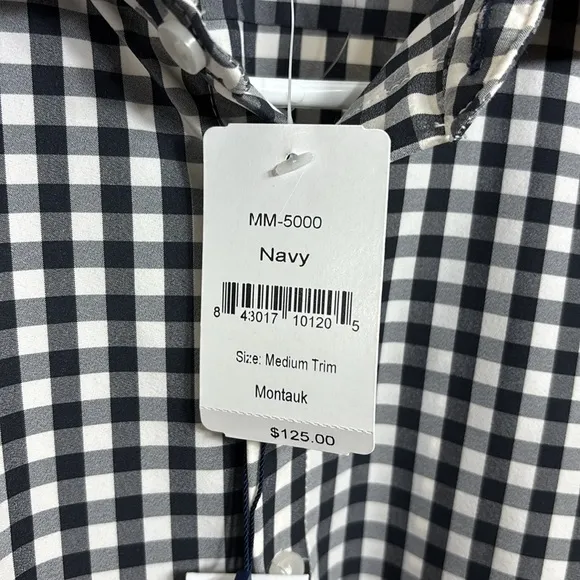 MM-5000
Navy
8 43017 10120 5
Size: Medium Trim
Montauk
$125.00